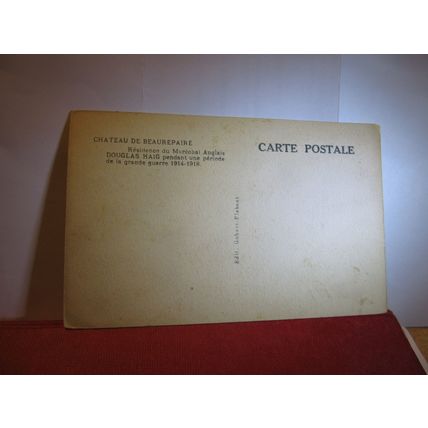 CHATEAU DE BEAUREPAIRE
Résidence du Maréchal Anglais
DOUGLAS HAIG pendant une période
de la grande guerre 1914-1918.
CARTE POSTALE
Edit.